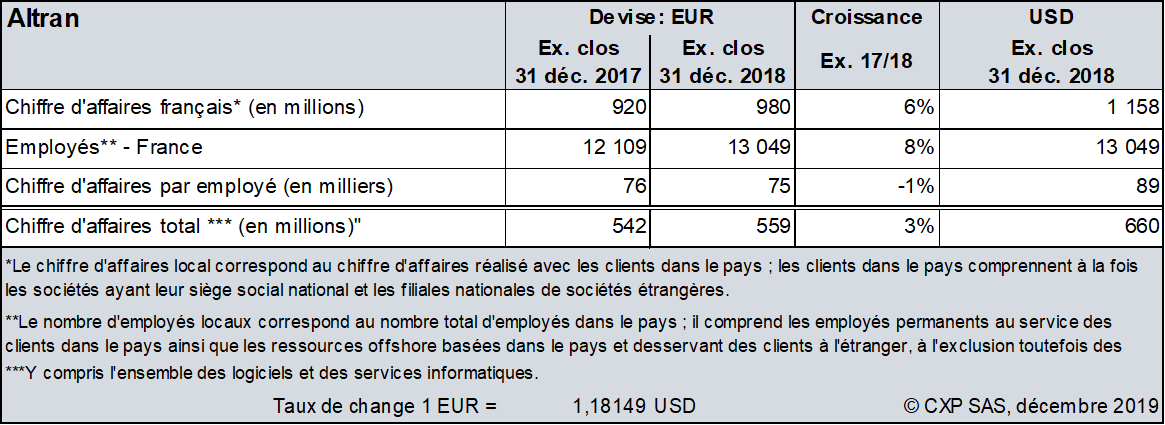 Altran Devise: EUR Croissance USD
Ex. clos Ex. clos Ex. 17/18 Ex. clos
31 déc. 2017 31 déc. 2018 31 déc. 2018
Chiffre d'affaires français* (en millions) 920 980 6% 1 158
Employés** - France 12 109 13 049 8% 13 049
Chiffre d'affaires par employé (en milliers) 76 75 -1% 89
Chiffre d'affaires total *** (en millions)" 542 559 3% 660
*Le chiffre d'affaires local correspond au chiffre d'affaires réalisé avec les clients dans le pays ; les clients dans le pays comprennent à la fois
les sociétés ayant leur siège social national et les filiales nationales de sociétés étrangères.
**Le nombre d'employés locaux correspond au nombre total d'employés dans le pays ; il comprend les employés permanents au service des
clients dans le pays ainsi que les ressources offshore basées dans le pays et desservant des clients à l'étranger, à l'exclusion toutefois des
***Y compris l'ensemble des logiciels et des services informatiques.
Taux de change 1 EUR = 1,18149 USD © CXP SAS, décembre 2019